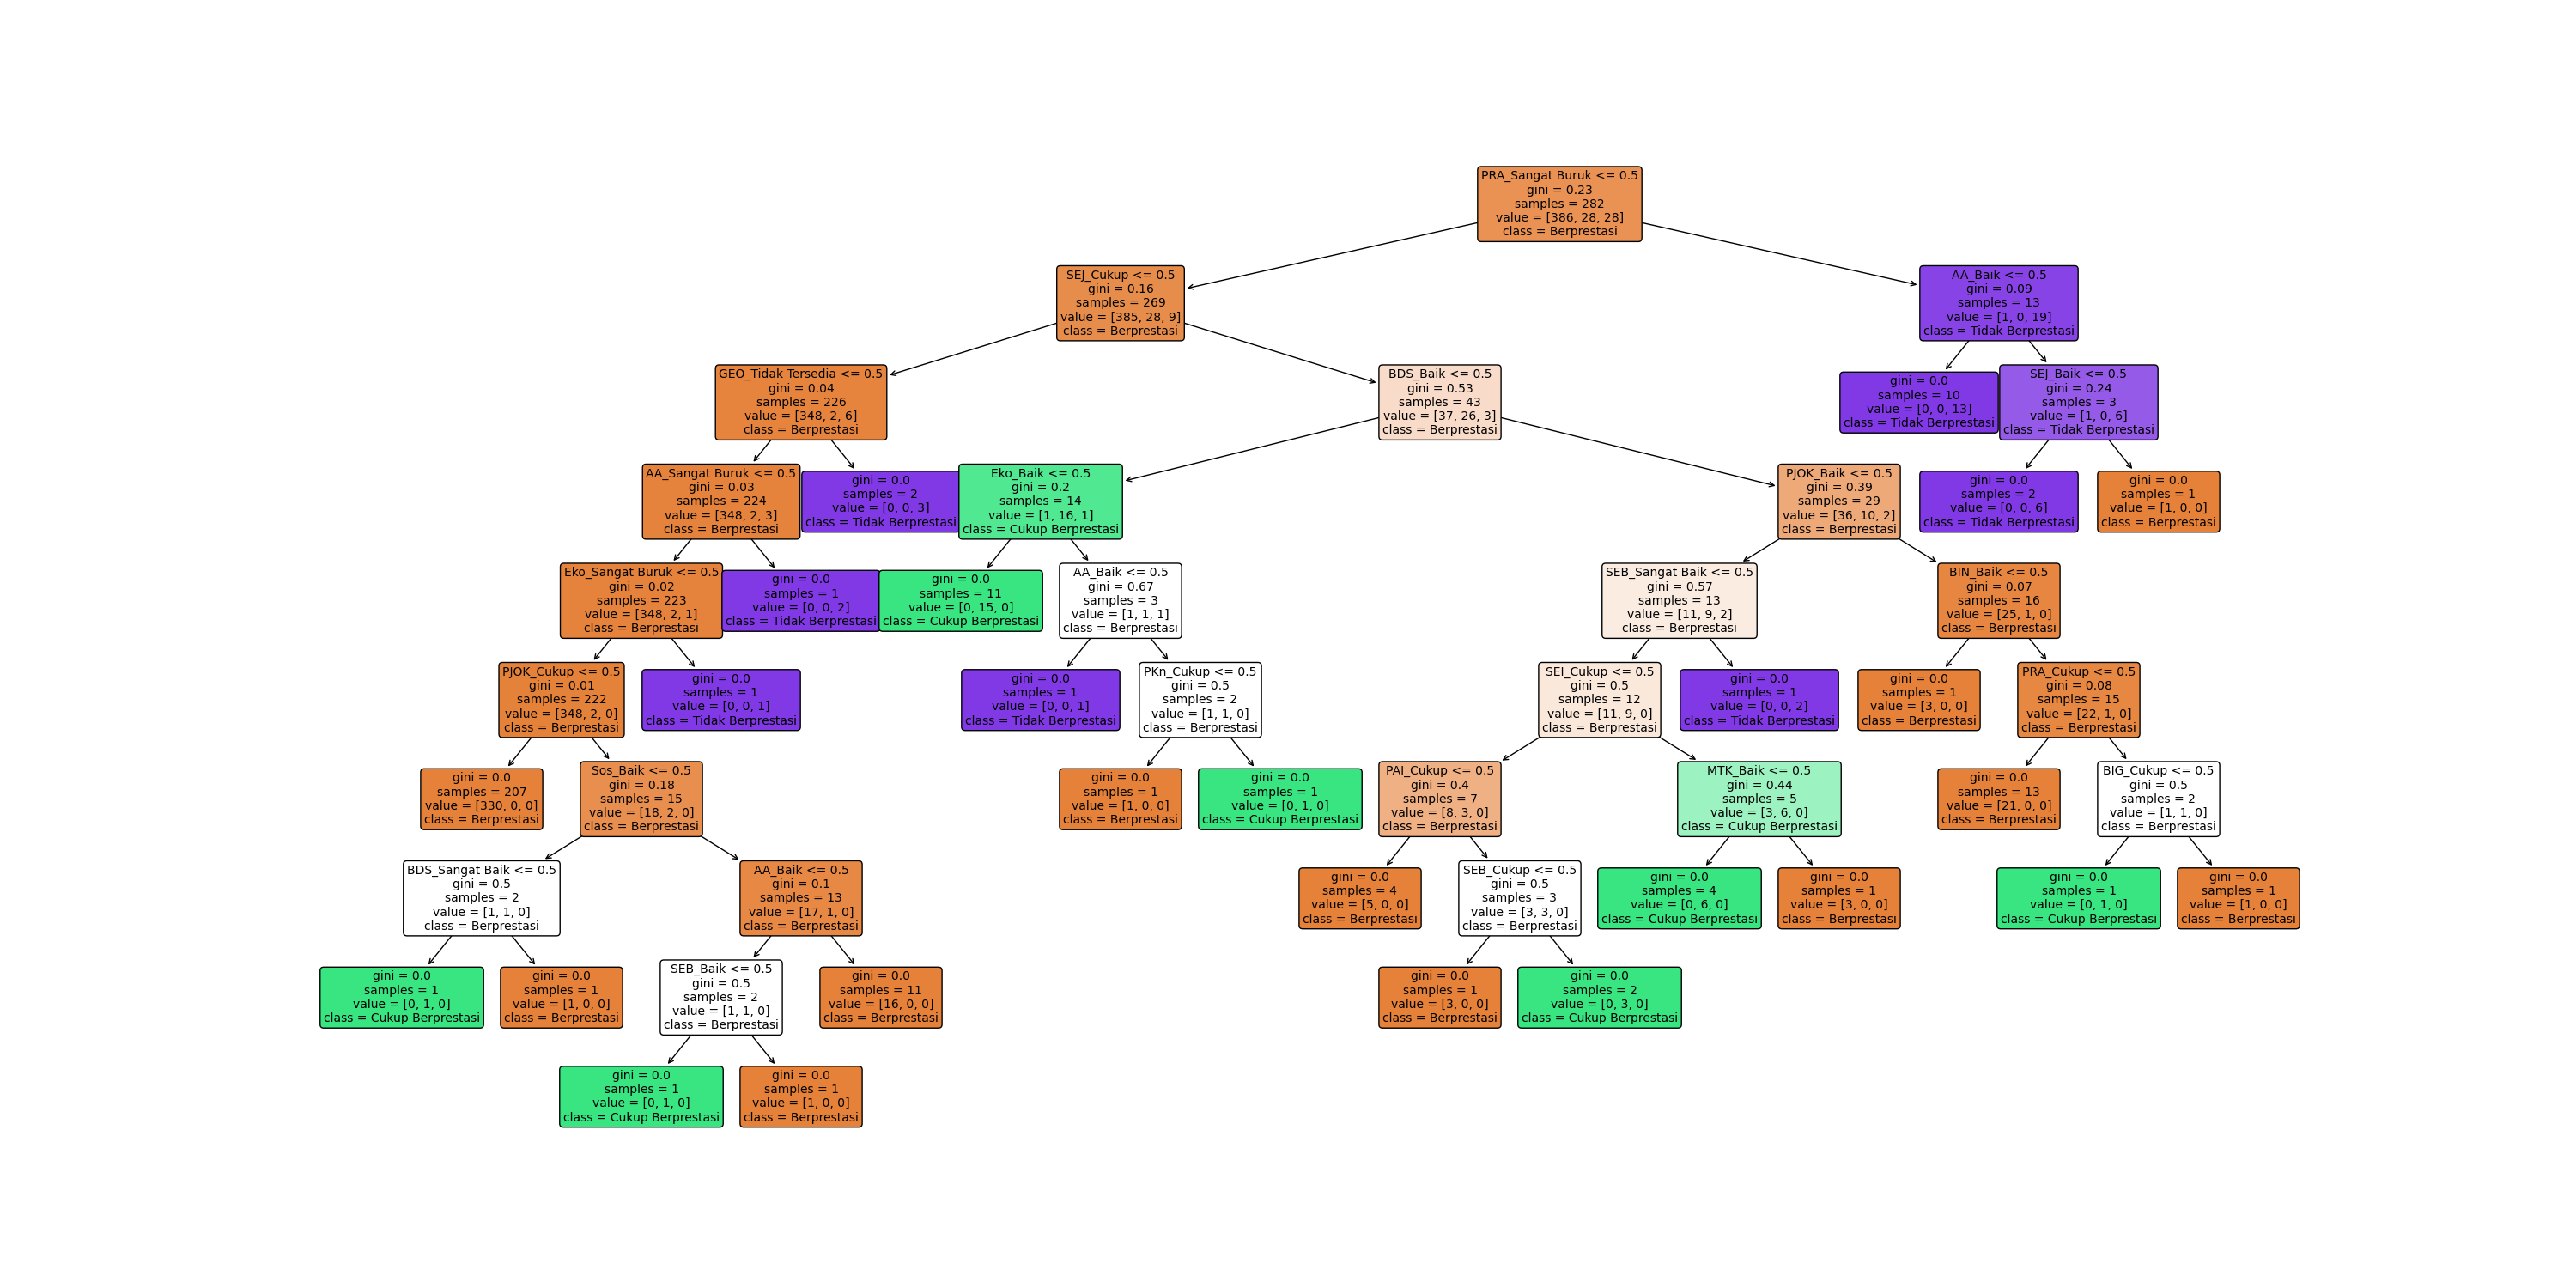 PRA_Sangat Buruk <= 0.5
gini = 0.23
samples = 282
value = [386, 28, 28]
class = Berprestasi
SEJ_Cukup <= 0.5
gini = 0.16
samples = 269
value = [385, 28, 9]
class = Berprestasi
AA_Baik <= 0.5
gini = 0.09
samples = 13
value = [1, 0, 19]
class = Tidak Berprestasi
GEO_Tidak Tersedia <= 0.5
gini = 0.04
samples = 226
value = [348, 2, 6]
class = Berprestasi
BDS_Baik <= 0.5
gini = 0.53
samples = 43
value = [37, 26, 3]
class = Berprestasi
gini = 0.0
samples = 10
value = [0, 0, 13]
class = Tidak Berprestasi
SEJ_Baik <= 0.5
gini = 0.24
samples = 3
value = [1, 0, 6]
class = Tidak Berprestasi
AA_Sangat Buruk <= 0.5
gini = 0.03
samples = 224
value = [348, 2, 3]
class = Berprestasi
gini = 0.0
samples = 2
value = [0, 0, 3]
class = Tidak Berprestasi
Eko_Baik <= 0.5
gini = 0.2
samples = 14
value = [1, 16, 1]
class = Cukup Berprestasi
PJOK_Baik <= 0.5
gini = 0.39
samples = 29
value = [36, 10, 2]
class = Berprestasi
gini = 0.0
samples = 2
value = [0, 0, 6]
class = Tidak Berprestasi
gini = 0.0
samples = 1
value = [1, 0, 0]
class = Berprestasi
Eko_Sangat Buruk <= 0.5
gini = 0.02
samples = 223
value = [348, 2, 1]
class = Berprestasi
gini = 0.0
samples = 1
value = [0, 0, 2]
class = Tidak Berprestasi
gini = 0.0
samples = 11
value = [0, 15, 0]
class = Cukup Berprestasi
AA_Baik <= 0.5
gini = 0.67
samples = 3
value = [1, 1, 1]
class = Berprestasi
SEB_Sangat Baik <= 0.5
gini = 0.57
samples = 13
value = [11, 9, 2]
class = Berprestasi
BIN_Baik <= 0.5
gini = 0.07
samples = 16
value = [25, 1, 0]
class = Berprestasi
PJOK_Cukup <= 0.5
gini = 0.01
samples = 222
value = [348, 2, 0]
class = Berprestasi
gini = 0.0
samples = 1
value = [0, 0, 1]
class = Tidak Berprestasi
gini = 0.0
samples = 1
value = [0, 0, 1]
class = Tidak Berprestasi
PKn_Cukup <= 0.5
gini = 0.5
samples = 2
value = [1, 1, 0]
class = Berprestasi
SEI_Cukup <= 0.5
gini = 0.5
samples = 12
value = [11, 9, 0]
class = Berprestasi
gini = 0.0
samples = 1
value = [0, 0, 2]
class = Tidak Berprestasi
gini = 0.0
samples = 1
value = [3, 0, 0]
class = Berprestasi
PRA_Cukup <= 0.5
gini = 0.08
samples = 15
value = [22, 1, 0]
class = Berprestasi
gini = 0.0
samples = 207
value = [330, 0, 0]
class = Berprestasi
Sos_Baik <= 0.5
gini = 0.18
samples = 15
value = [18, 2, 0]
class = Berprestasi
gini = 0.0
samples = 1
value = [1, 0, 0]
class = Berprestasi
gini = 0.0
samples = 1
value = [0, 1, 0]
class = Cukup Berprestasi
PAI_Cukup <= 0.5
gini = 0.4
samples = 7
value = [8, 3, 0]
class = Berprestasi
MTK_Baik <= 0.5
gini = 0.44
samples = 5
value = [3, 6, 0]
class = Cukup Berprestasi
gini = 0.0
samples = 13
value = [21, 0, 0]
class = Berprestasi
BIG_Cukup <= 0.5
gini = 0.5
samples = 2
value = [1, 1, 0]
class = Berprestasi
BDS_Sangat Baik <= 0.5
gini = 0.5
samples = 2
value = [1, 1, 0]
class = Berprestasi
AA_Baik <= 0.5
gini = 0.1
samples = 13
value = [17, 1, 0]
class = Berprestasi
gini = 0.0
samples = 4
value = [5, 0, 0]
class = Berprestasi
SEB_Cukup <= 0.5
gini = 0.5
samples = 3
value = [3, 3, 0]
class = Berprestasi
gini = 0.0
samples = 4
value = [0, 6, 0]
class = Cukup Berprestasi
gini = 0.0
samples = 1
value = [3, 0, 0]
class = Berprestasi
gini = 0.0
samples = 1
value = [0, 1, 0]
class = Cukup Berprestasi
gini = 0.0
samples = 1
value = [1, 0, 0]
class = Berprestasi
gini = 0.0
samples = 1
value = [0, 1, 0]
class = Cukup Berprestasi
gini = 0.0
samples = 1
value = [1, 0, 0]
class = Berprestasi
SEB_Baik <= 0.5
gini = 0.5
samples = 2
value = [1, 1, 0]
class = Berprestasi
gini = 0.0
samples = 11
value = [16, 0, 0]
class = Berprestasi
gini = 0.0
samples = 1
value = [3, 0, 0]
class = Berprestasi
gini = 0.0
samples = 2
value = [0, 3, 0]
class = Cukup Berprestasi
gini = 0.0
samples = 1
value = [0, 1, 0]
class = Cukup Berprestasi
gini = 0.0
samples = 1
value = [1, 0, 0]
class = Berprestasi